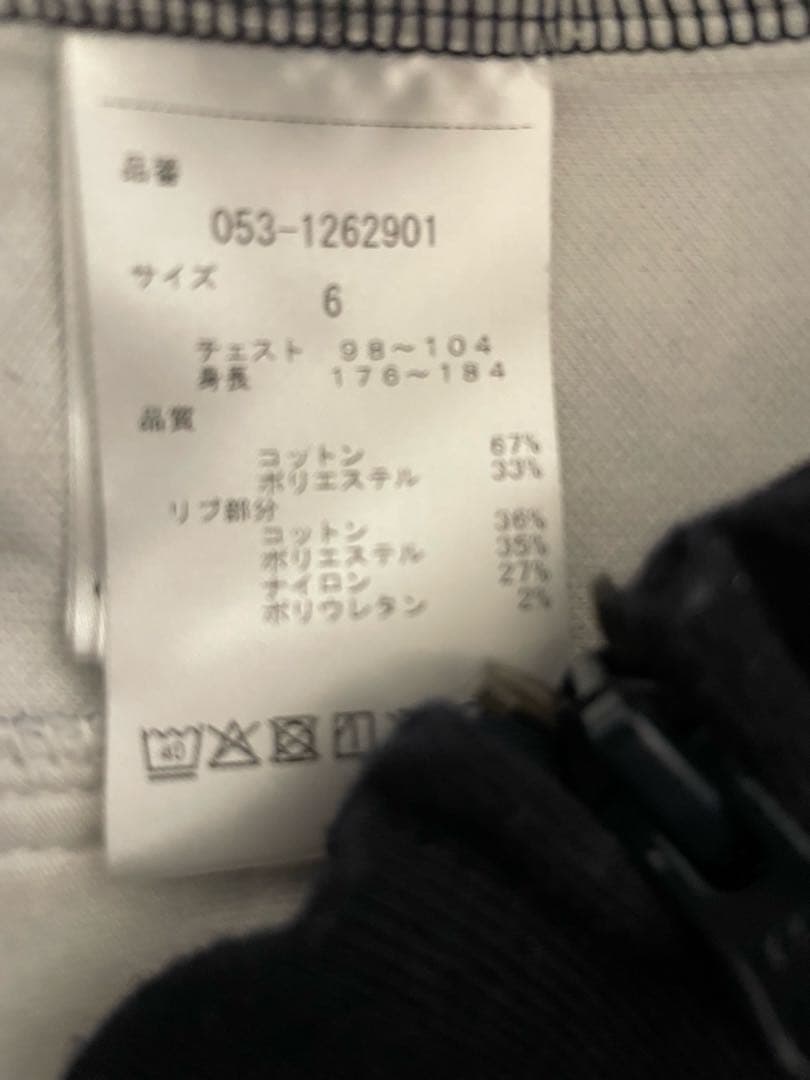 品番
053-1262901
サイズ
6
チェスト 98～104
身長 176～184
品質
コットン 67%
ポリエステル 33%
リブ部分
コットン 36%
ポリエステル 35%
ナイロン 27%
ポリウレタン 2%
40